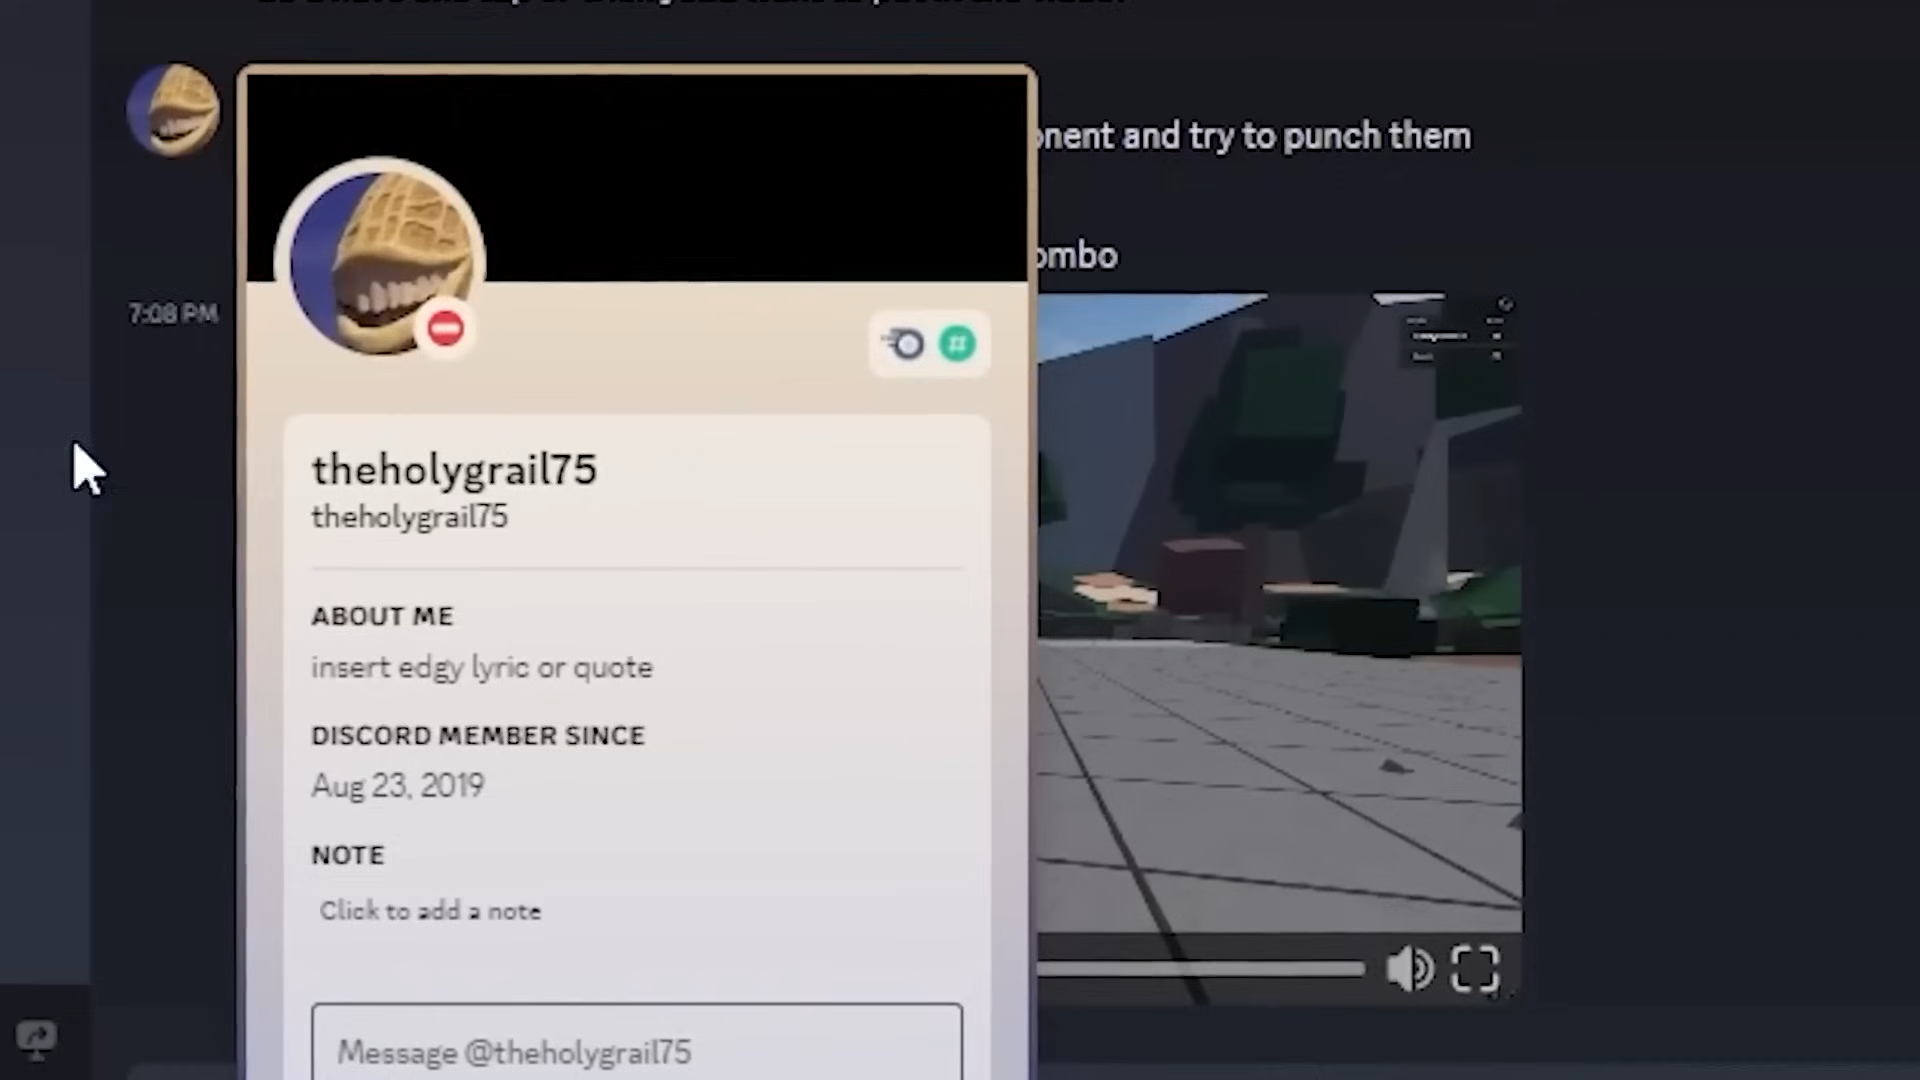 onent and try to punch them
ombo
7:08 PM
theholygrail75
theholygrail75
ABOUT ME
insert edgy lyric or quote
DISCORD MEMBER SINCE
Aug 23, 2019
NOTE
Click to add a note
Message @theholygrail75